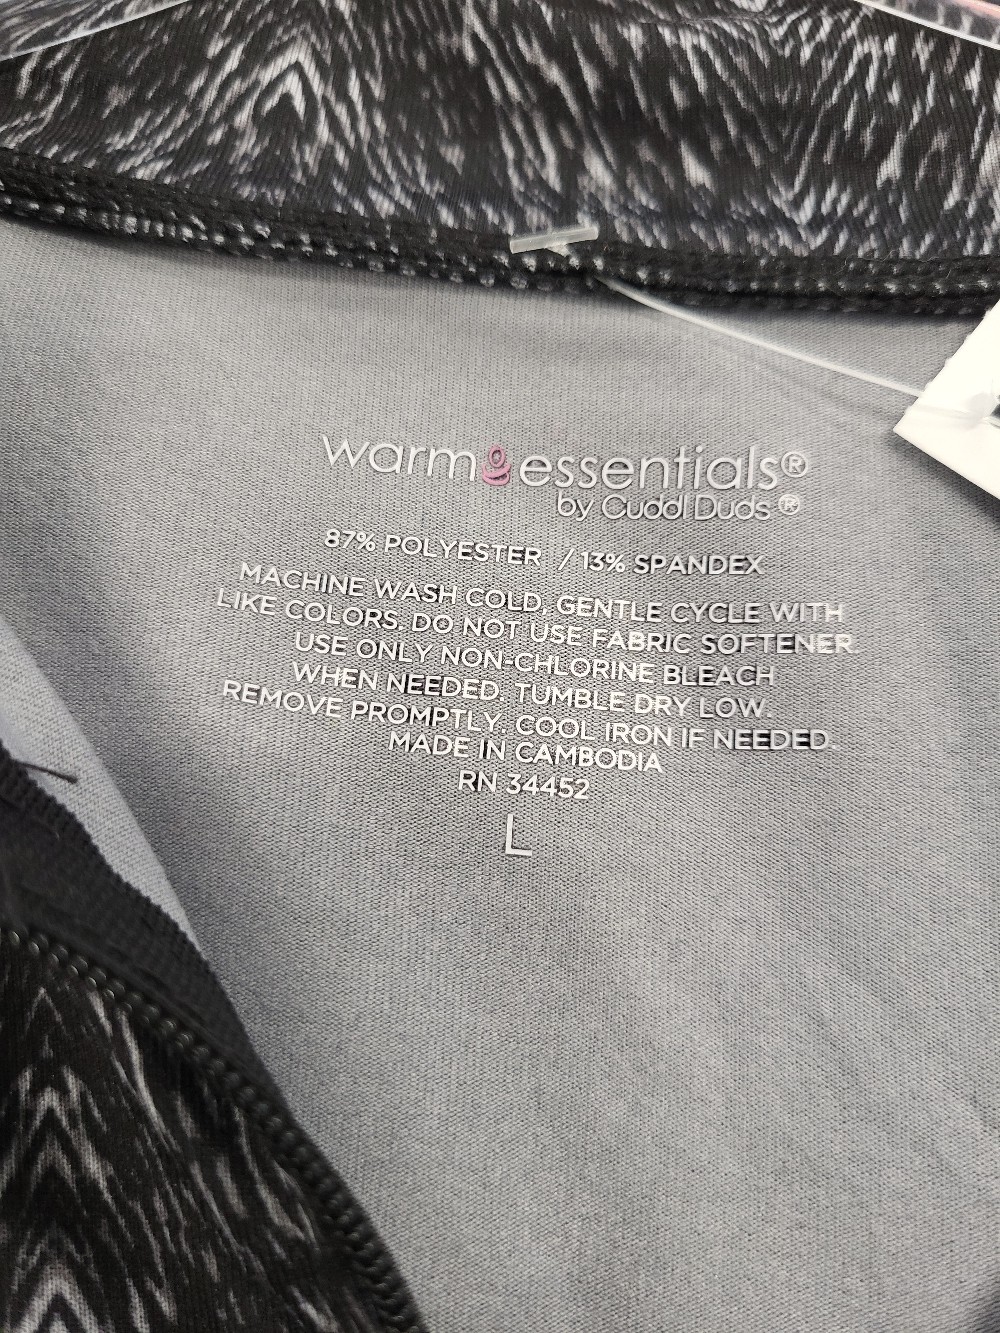 warm essentials®
by Cuddl Duds®
87% POLYESTER / 13% SPANDEX
MACHINE WASH COLD, GENTLE CYCLE WITH
LIKE COLORS. DO NOT USE FABRIC SOFTENER.
USE ONLY NON-CHLORINE BLEACH
WHEN NEEDED. TUMBLE DRY LOW.
REMOVE PROMPTLY. COOL IRON IF NEEDED.
MADE IN CAMBODIA
RN 34452
L